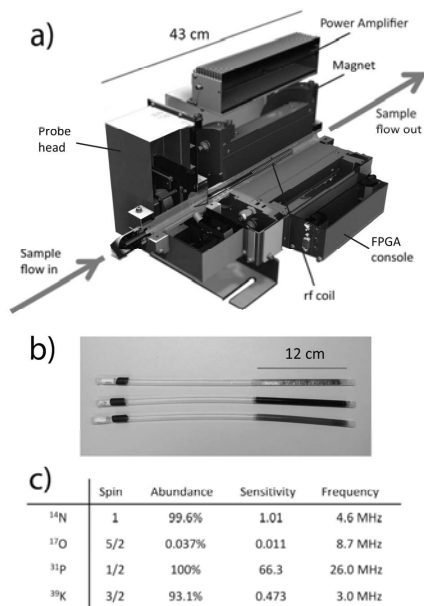 a)
43 cm
Power Amplifier
Magnet
Sample
flow out
Probe
head
Sample
flow in
FPGA
console
rf coil
b)
12 cm
c)
Spin Abundance Sensitivity Frequency
¹⁴N 1 99.6% 1.01 4.6 MHz
¹⁷O 5/2 0.037% 0.011 8.7 MHz
³¹P 1/2 100% 66.3 26.0 MHz
³⁹K 3/2 93.1% 0.473 3.0 MHz